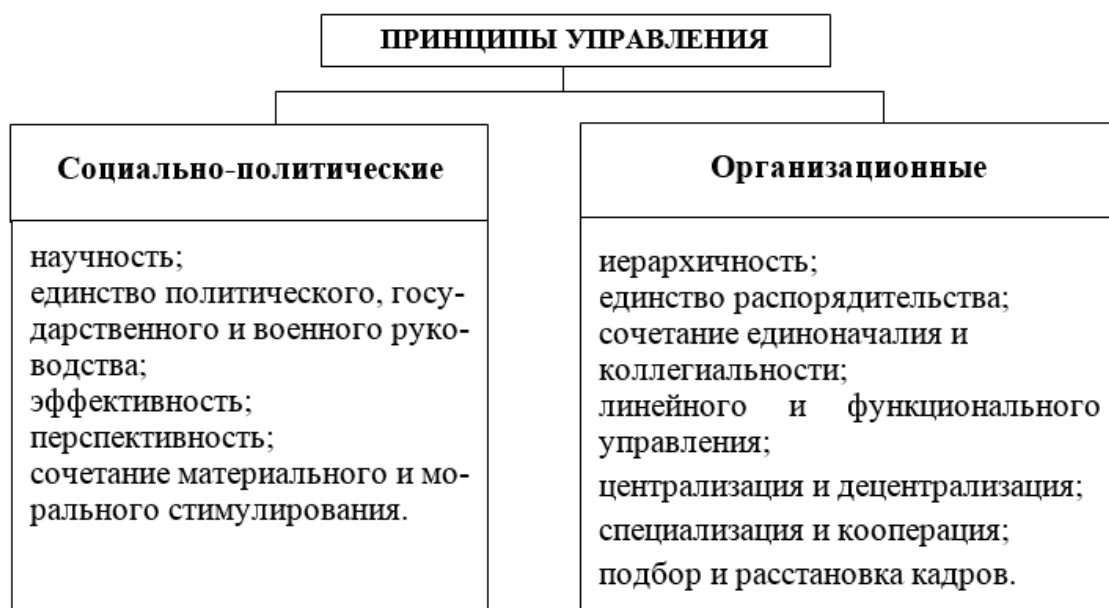 ПРИНЦИПЫ УПРАВЛЕНИЯ
Социально-политические
научность;
единство политического, госу-
дарственного и военного руко-
водства;
эффективность;
перспективность;
сочетание материального и мо-
рального стимулирования.
Организационные
иерархичность;
единство распорядительства;
сочетание единоначалия и
коллегиальности;
линейного и функционального
управления;
централизация и децентрализация;
специализация и кооперация;
подбор и расстановка кадров.